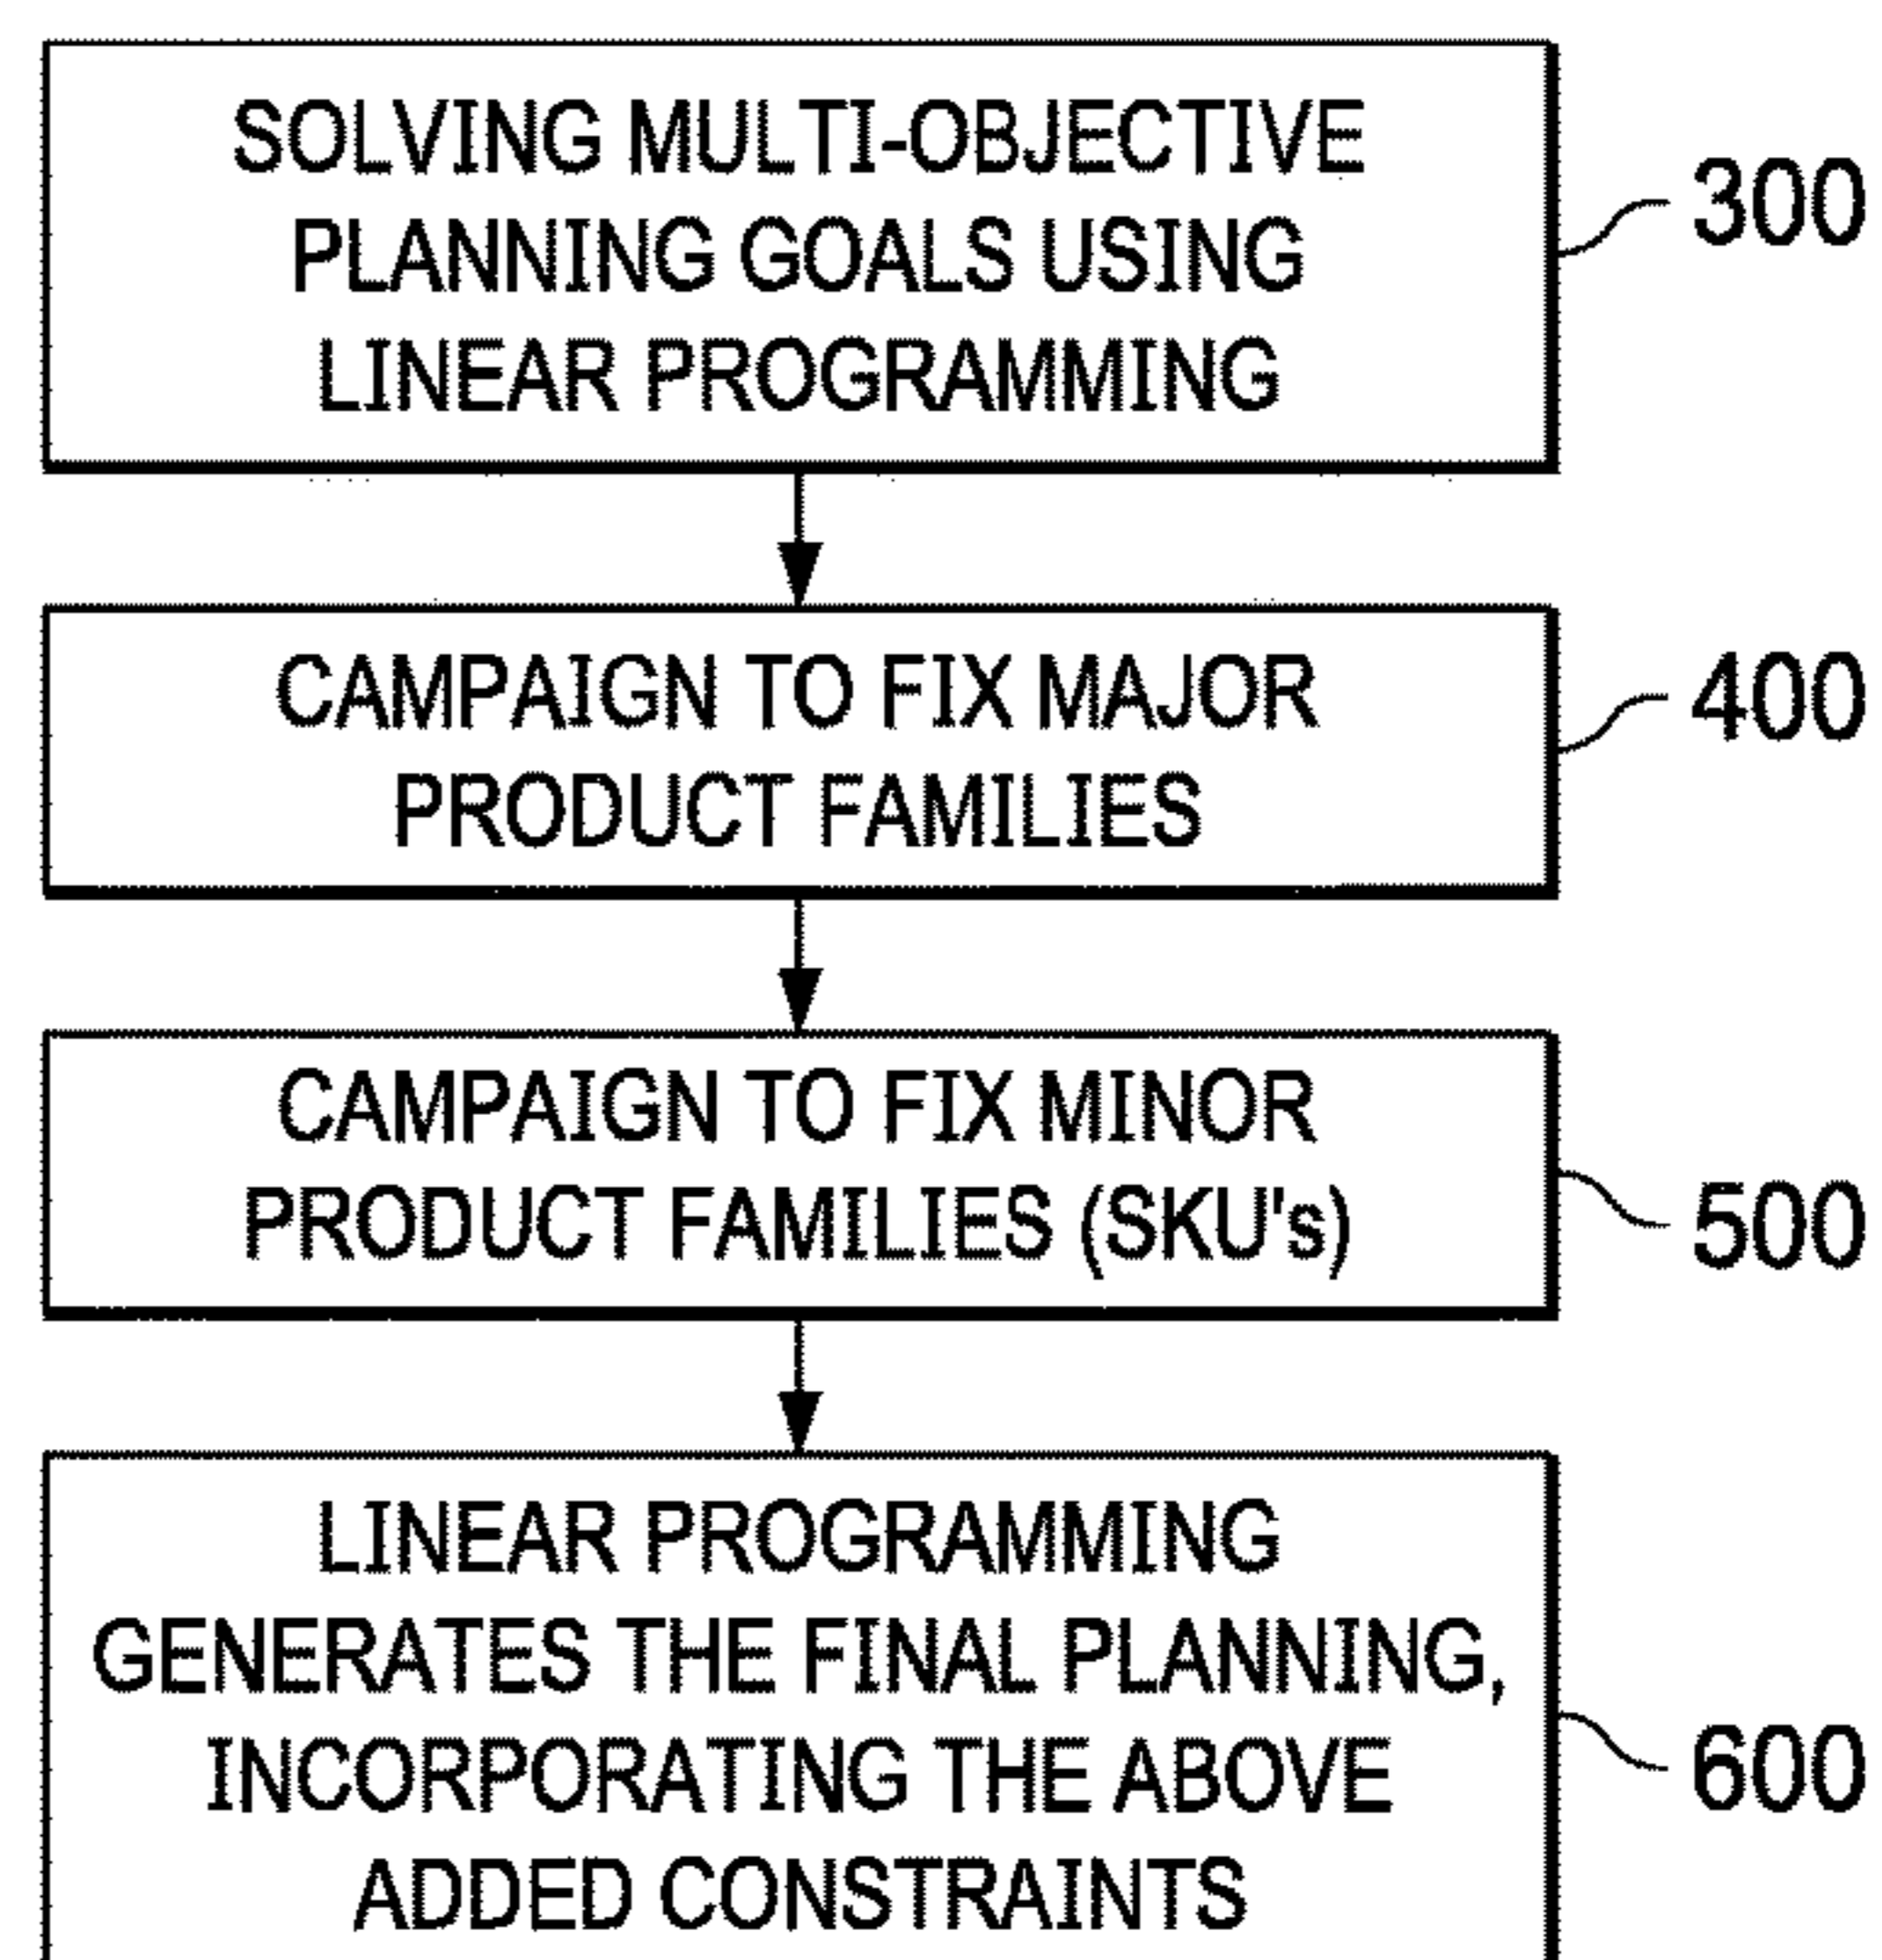 SOLVING MULTI-OBJECTIVE
PLANNING GOALS USING
LINEAR PROGRAMMING
300
CAMPAIGN TO FIX MAJOR
PRODUCT FAMILIES
400
CAMPAIGN TO FIX MINOR
PRODUCT FAMILIES (SKU's)
500
LINEAR PROGRAMMING
GENERATES THE FINAL PLANNING,
INCORPORATING THE ABOVE
ADDED CONSTRAINTS
600